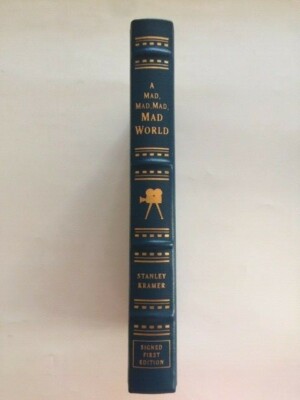 A
MAD,
MAD, MAD,
MAD
WORLD
STANLEY
KRAMER
SIGNED
FIRST
EDITION